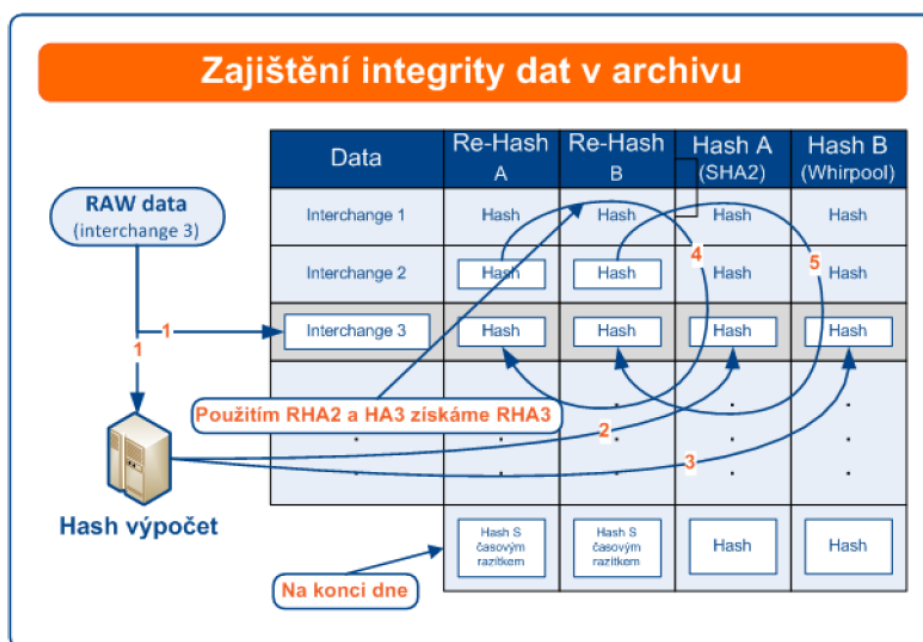 Zajištění integrity dat v archivu
Data
Re-Hash
A
Re-Hash
B
Hash A
(SHA2)
Hash B
(Whirpool)
RAW data
(interchange 3)
Interchange 1
Hash
Hash
Hash
Hash
Interchange 2
Hash
Hash
4
Hash
5
Hash
1
1
Interchange 3
Hash
Hash
Hash
Hash
Použitím RHA2 a HA3 získáme RHA3
2
3
Hash výpočet
Hash S
časovým
razítkem
Hash S
časovým
razítkem
Hash
Hash
Na konci dne